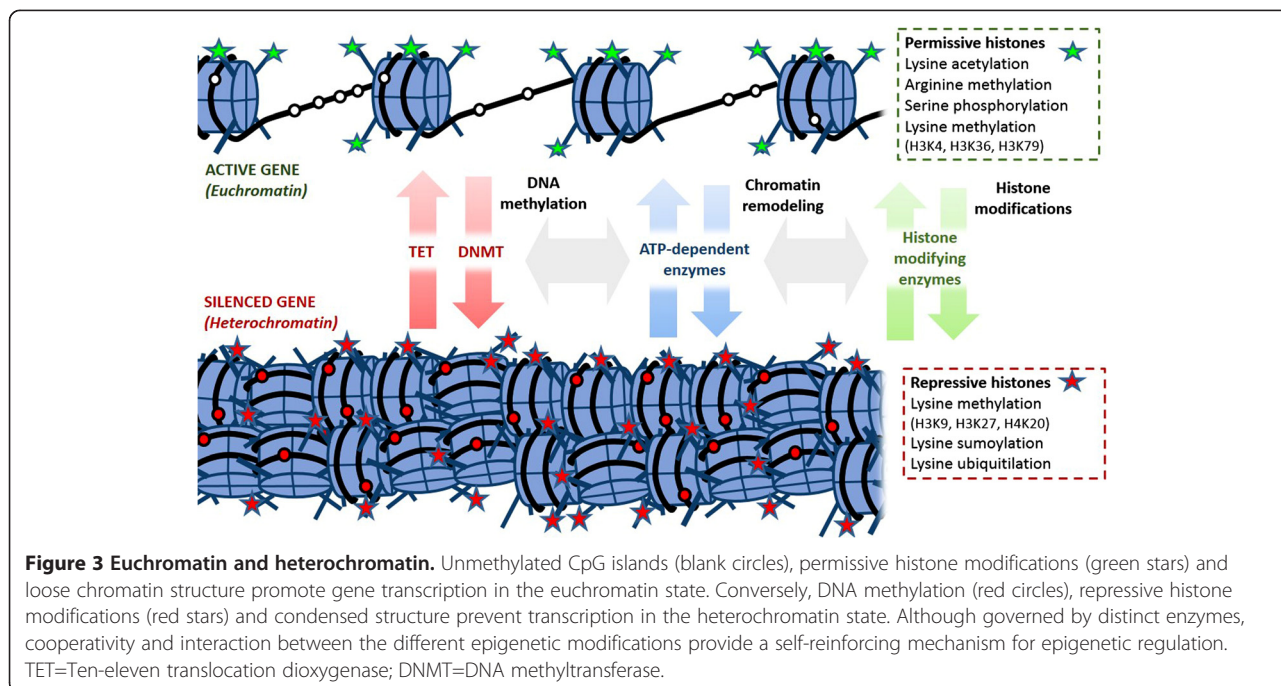 Permissive histones
Lysine acetylation
Arginine methylation
Serine phosphorylation
Lysine methylation
(H3K4, H3K36, H3K79)
ACTIVE GENE
(Euchromatin)
DNA
methylation
Chromatin
remodeling
Histone
modifications
TET
DNMT
ATP-dependent
enzymes
Histone
modifying
enzymes
SILENCED GENE
(Heterochromatin)
Repressive histones
Lysine methylation
(H3K9, H3K27, H4K20)
Lysine sumoylation
Lysine ubiquitilation
Figure 3 Euchromatin and heterochromatin. Unmethylated CpG islands (blank circles), permissive histone modifications (green stars) and
loose chromatin structure promote gene transcription in the euchromatin state. Conversely, DNA methylation (red circles), repressive histone
modifications (red stars) and condensed structure prevent transcription in the heterochromatin state. Although governed by distinct enzymes,
cooperativity and interaction between the different epigenetic modifications provide a self-reinforcing mechanism for epigenetic regulation.
TET=Ten-eleven translocation dioxygenase; DNMT=DNA methyltransferase.